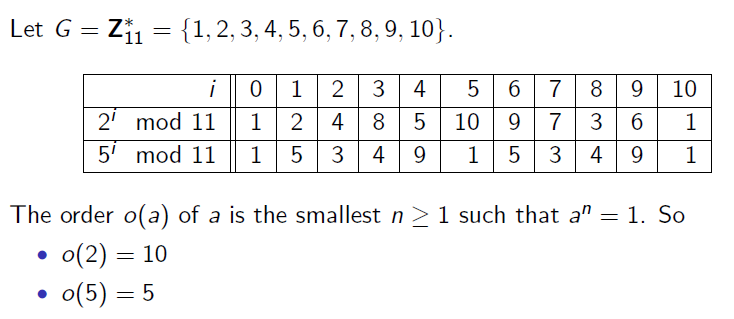 Let G = Z*11 = {1, 2, 3, 4, 5, 6, 7, 8, 9, 10}.
i 0 1 2 3 4 5 6 7 8 9 10
2^i mod 11 1 2 4 8 5 10 9 7 3 6 1
5^i mod 11 1 5 3 4 9 1 5 3 4 9 1
The order o(a) of a is the smallest n ≥ 1 such that a^n = 1. So
• o(2) = 10
• o(5) = 5